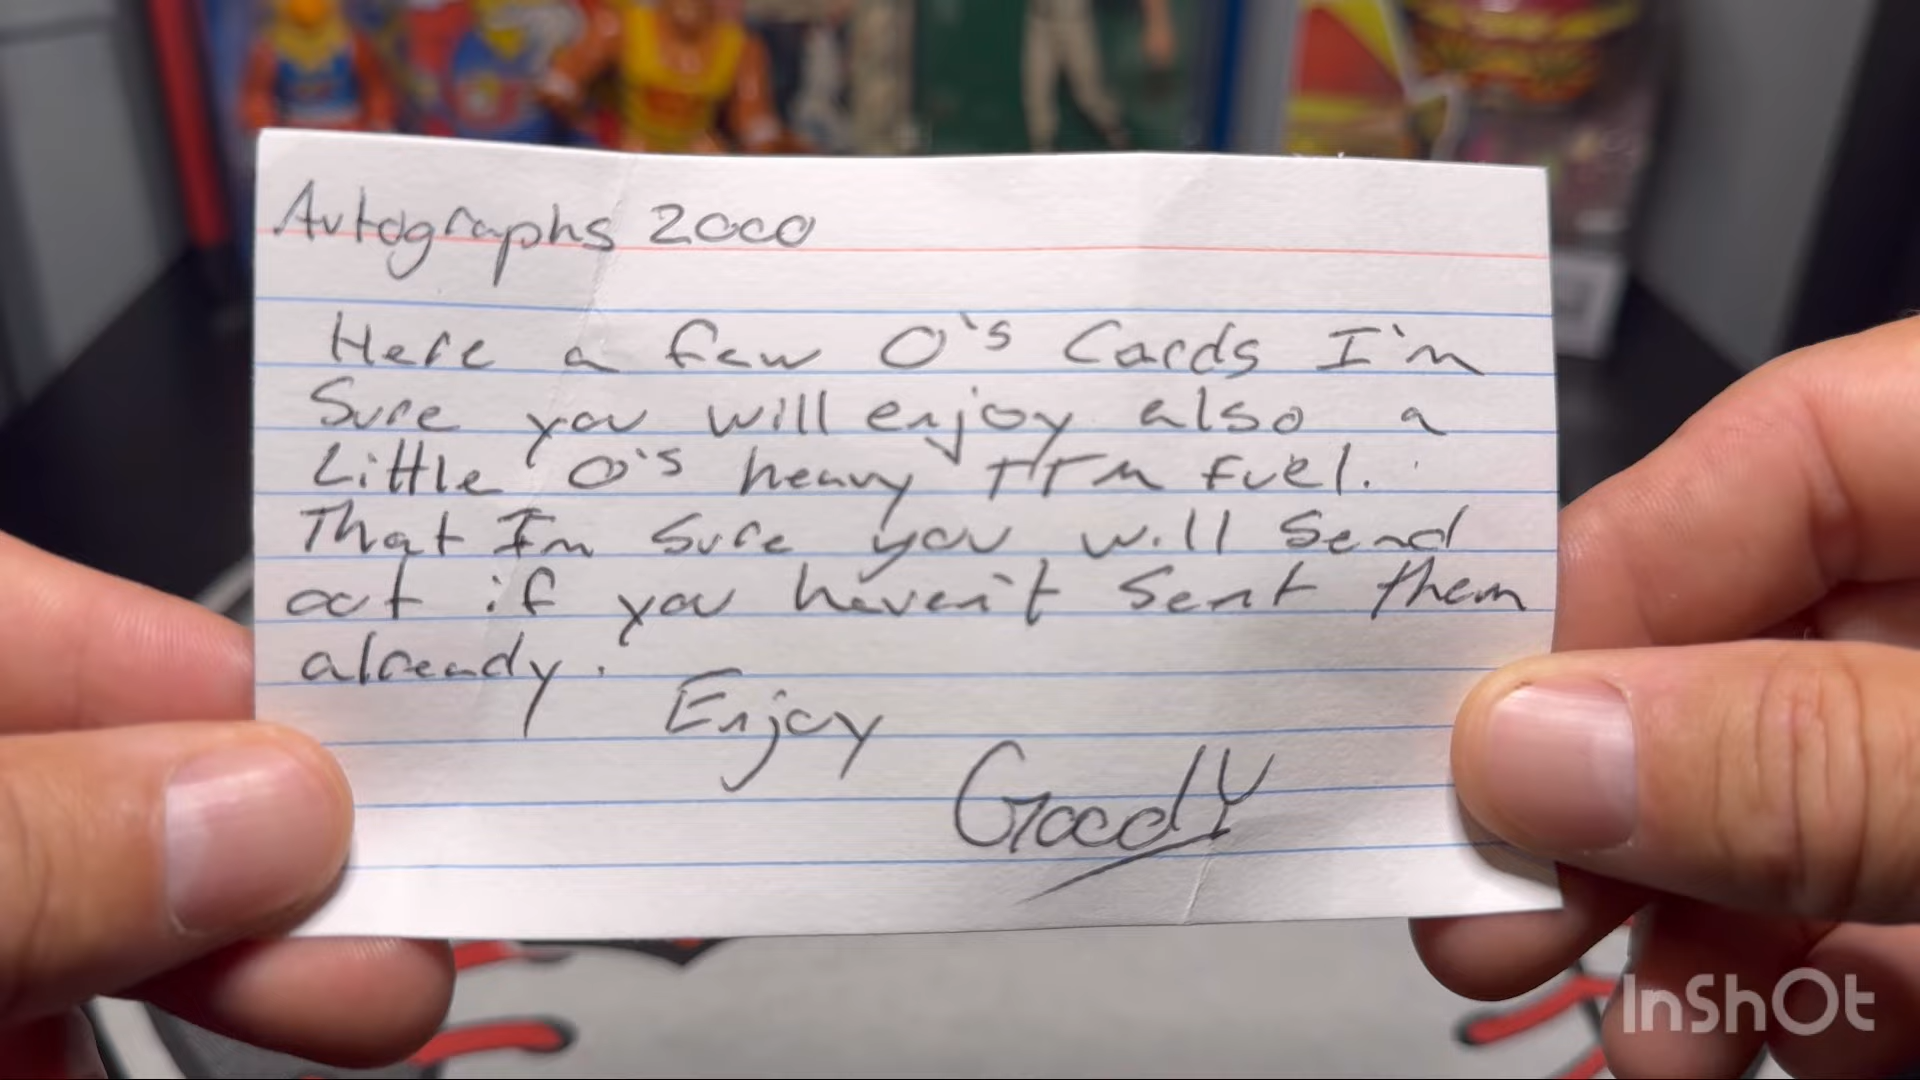 Autographs 2000
Here a few O's Cards I'm
Sure you will enjoy also a
Little O's heavy TTM fuel.
That Im Sure you will Send
out if you haven't Sent them
already.
Enjoy
GoodY
InShOt